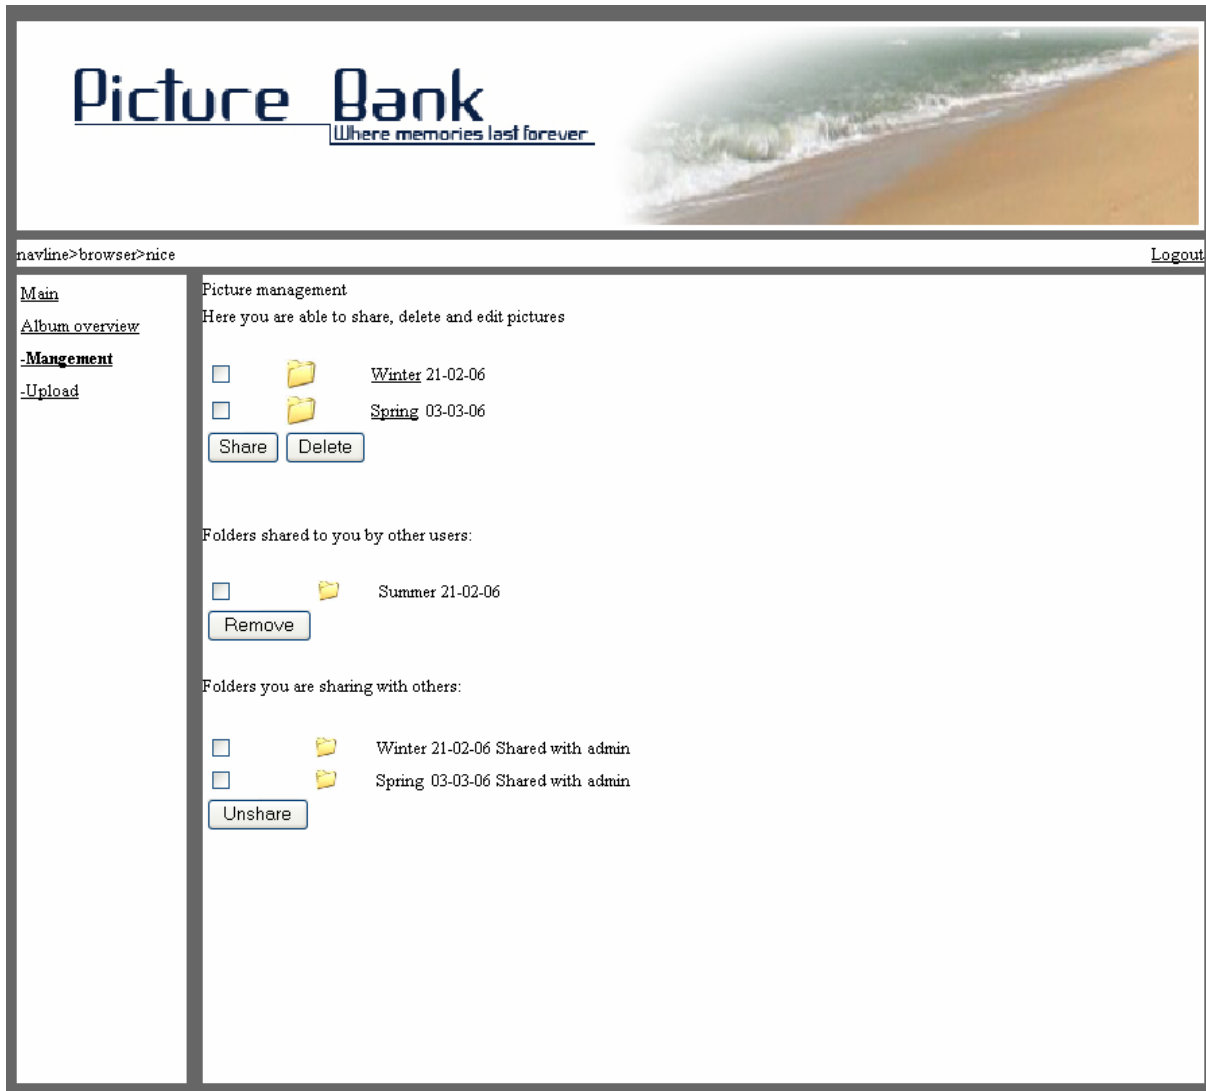 Picture Bank
Where memories last forever
navline>browser>nice
Logout
Main
Album overview
-Mangement
-Upload
Picture management
Here you are able to share, delete and edit pictures
Winter 21-02-06
Spring 03-03-06
Share Delete
Folders shared to you by other users:
Summer 21-02-06
Remove
Folders you are sharing with others:
Winter 21-02-06 Shared with admin
Spring 03-03-06 Shared with admin
Unshare